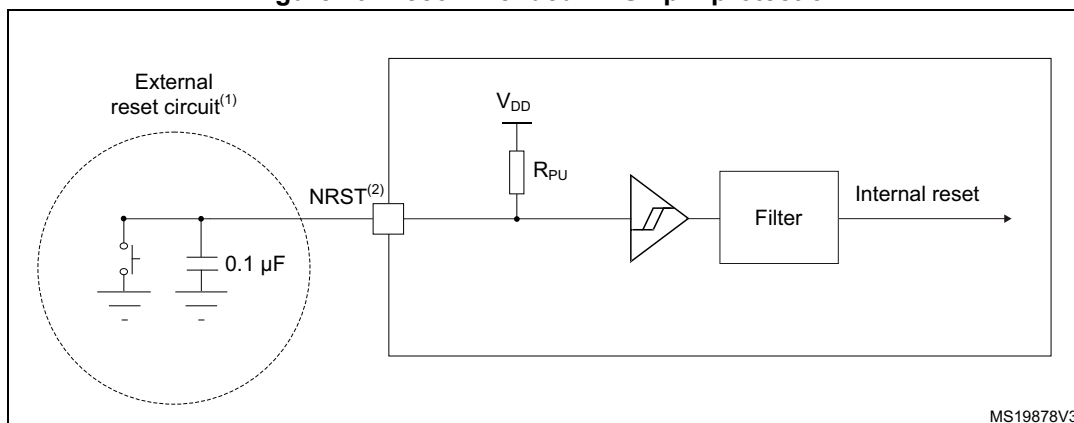 External
reset circuit(1)
VDD
RPU
NRST(2)
Filter
Internal reset
0.1 µF
MS19878V3